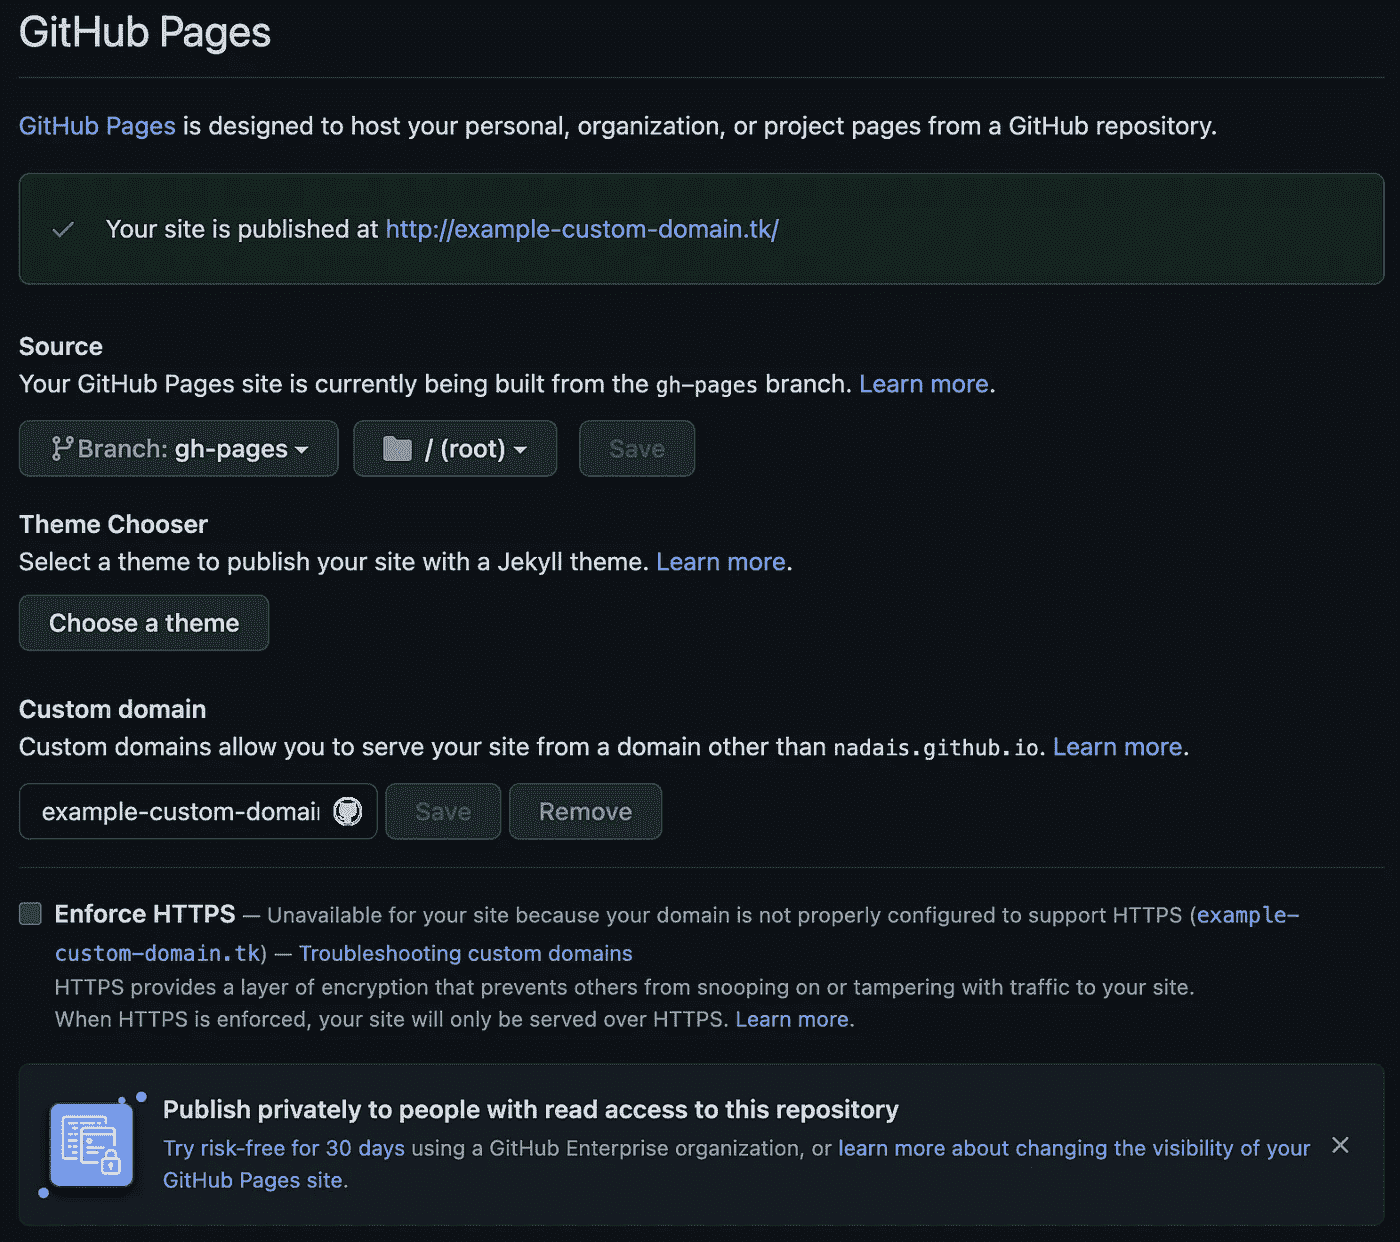 GitHub Pages
GitHub Pages is designed to host your personal, organization, or project pages from a GitHub repository.
Your site is published at http://example-custom-domain.tk/
Source
Your GitHub Pages site is currently being built from the gh-pages branch. Learn more.
Branch: gh-pages
/ (root)
Save
Theme Chooser
Select a theme to publish your site with a Jekyll theme. Learn more.
Choose a theme
Custom domain
Custom domains allow you to serve your site from a domain other than nadais.github.io. Learn more.
example-custom-domai
Save
Remove
Enforce HTTPS — Unavailable for your site because your domain is not properly configured to support HTTPS (example-
custom-domain.tk) — Troubleshooting custom domains
HTTPS provides a layer of encryption that prevents others from snooping on or tampering with traffic to your site.
When HTTPS is enforced, your site will only be served over HTTPS. Learn more.
Publish privately to people with read access to this repository
Try risk-free for 30 days using a GitHub Enterprise organization, or learn more about changing the visibility of your
GitHub Pages site.